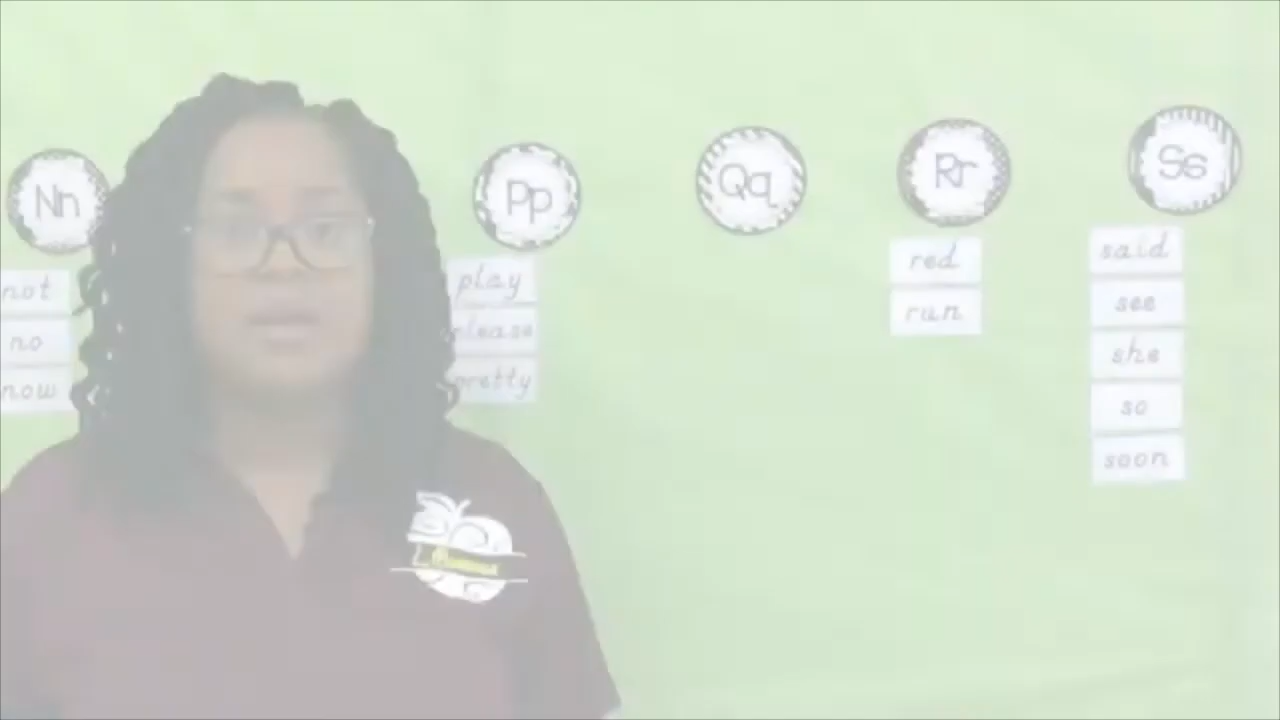 Nn
not
no
now
Pp
play
please
pretty
Qq
Rr
red
run
Ss
said
see
she
so
soon